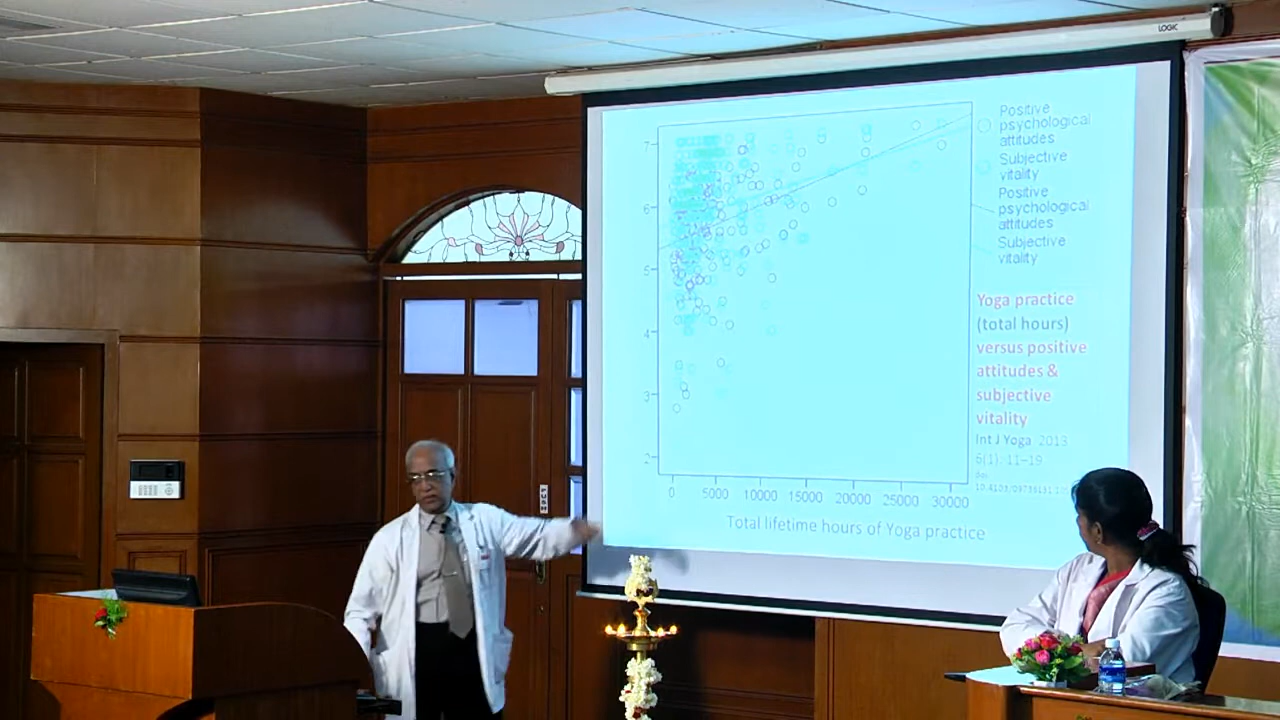 LOGIC
Positive
psychological
attitudes
Subjective
vitality
Positive
psychological
attitudes
Subjective
vitality
7
6
5
4
3
2
0 5000 10000 15000 20000 25000 30000
Total lifetime hours of Yoga practice
Yoga practice
(total hours)
versus positive
attitudes &
subjective
vitality
Int J Yoga 2013
6(1): 11–19
PUSH